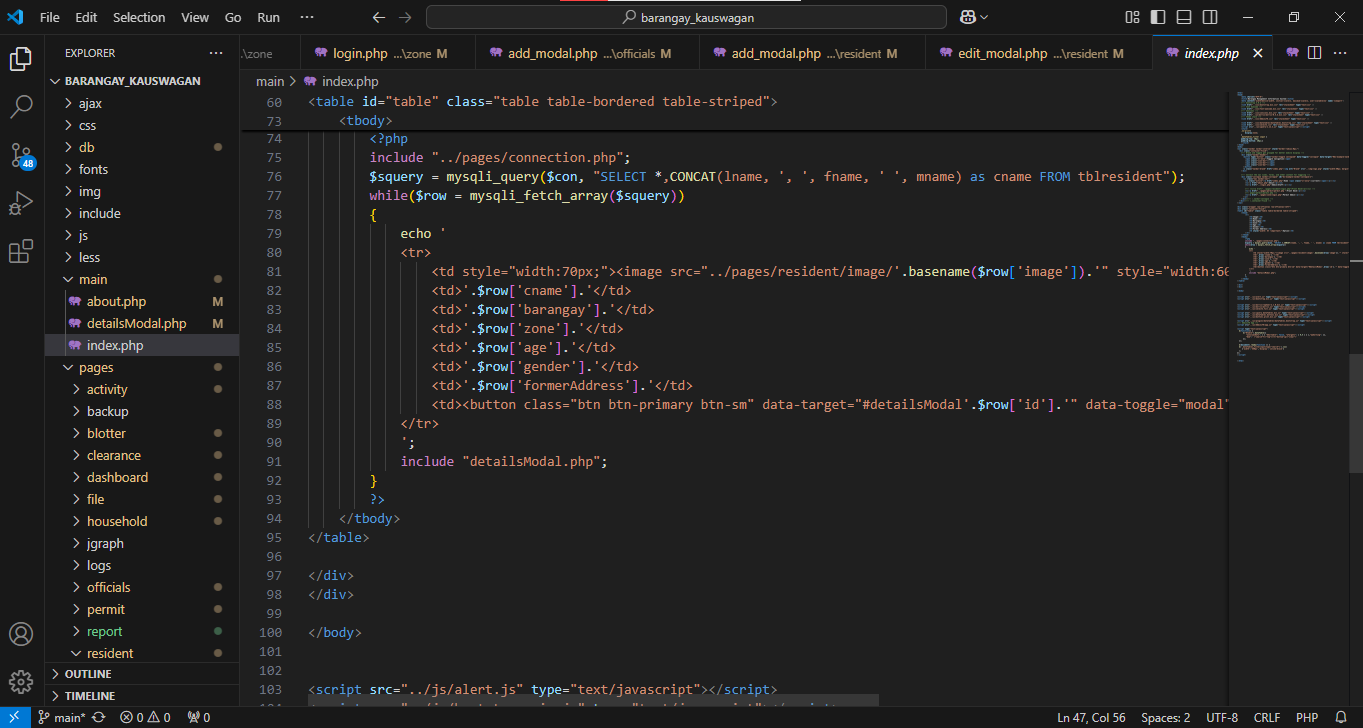 File Edit Selection View Go Run ··· barangay_kauswagan
EXPLORER ···
...\zone login.php ...\zone M add_modal.php ...\officials M add_modal.php ...\resident M edit_modal.php ...\resident M index.php
main > index.php
BARANGAY_KAUSWAGAN
ajax
css
db
fonts
img
include
js
less
main
about.php M
detailsModal.php M
index.php
pages
activity
backup
blotter
clearance
dashboard
file
household
jgraph
logs
officials
permit
report
resident
OUTLINE
TIMELINE
48
60 <table id="table" class="table table-bordered table-striped">
73 <tbody>
74 <?php
75 include "../pages/connection.php";
76 $squery = mysqli_query($con, "SELECT *,CONCAT(lname, ', ', fname, ' ', mname) as cname FROM tblresident");
77 while($row = mysqli_fetch_array($squery))
78 {
79 echo '
80 <tr>
81 <td style="width:70px;"><image src="../pages/resident/image/'.basename($row['image']).'" style="width:60
82 <td>'.$row['cname'].'</td>
83 <td>'.$row['barangay'].'</td>
84 <td>'.$row['zone'].'</td>
85 <td>'.$row['age'].'</td>
86 <td>'.$row['gender'].'</td>
87 <td>'.$row['formerAddress'].'</td>
88 <td><button class="btn btn-primary btn-sm" data-target="#detailsModal'.$row['id'].'" data-toggle="modal"
89 </tr>
90 ';
91 include "detailsModal.php";
92 }
93 ?>
94 </tbody>
95 </table>
96
97 </div>
98 </div>
99
100 </body>
101
102
103 <script src="../js/alert.js" type="text/javascript"></script>
main* 0 0 0 Ln 47, Col 56 Spaces: 2 UTF-8 CRLF PHP